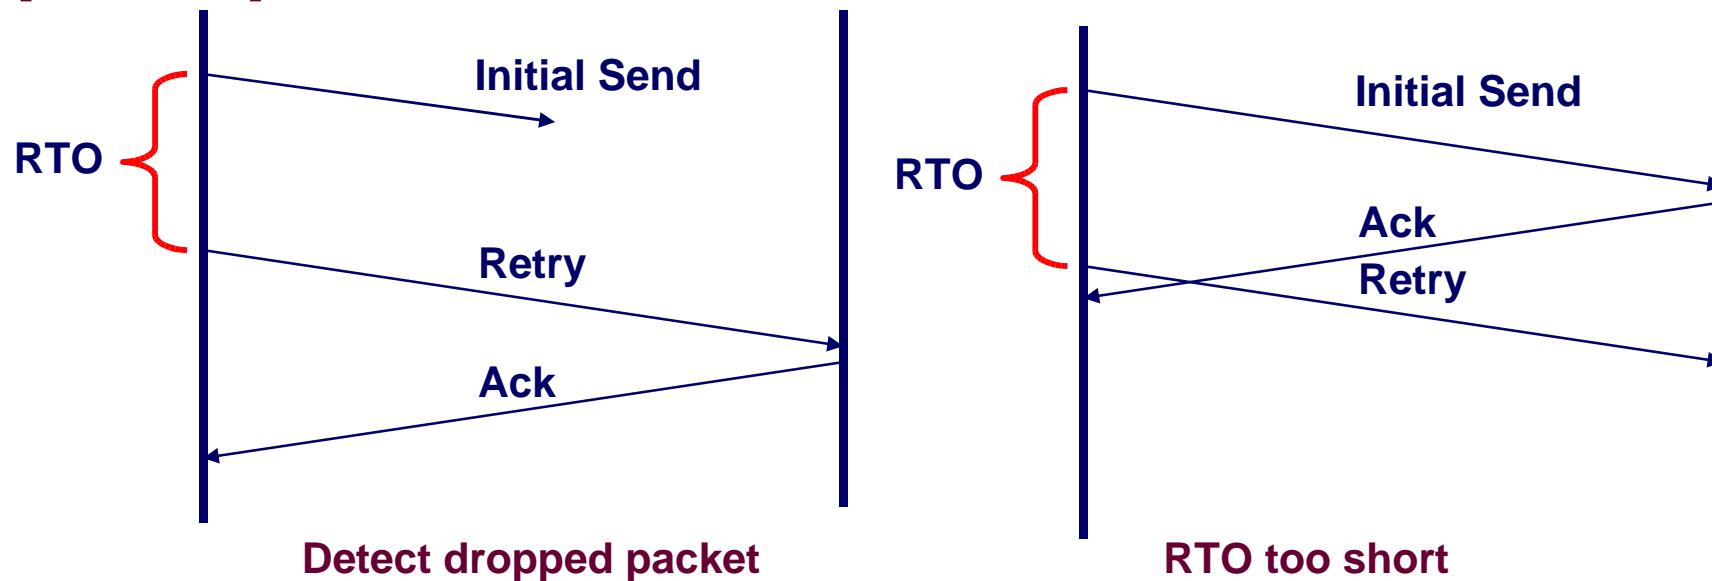 Initial Send
RTO
Retry
Ack
Detect dropped packet
Initial Send
RTO
Ack
Retry
RTO too short